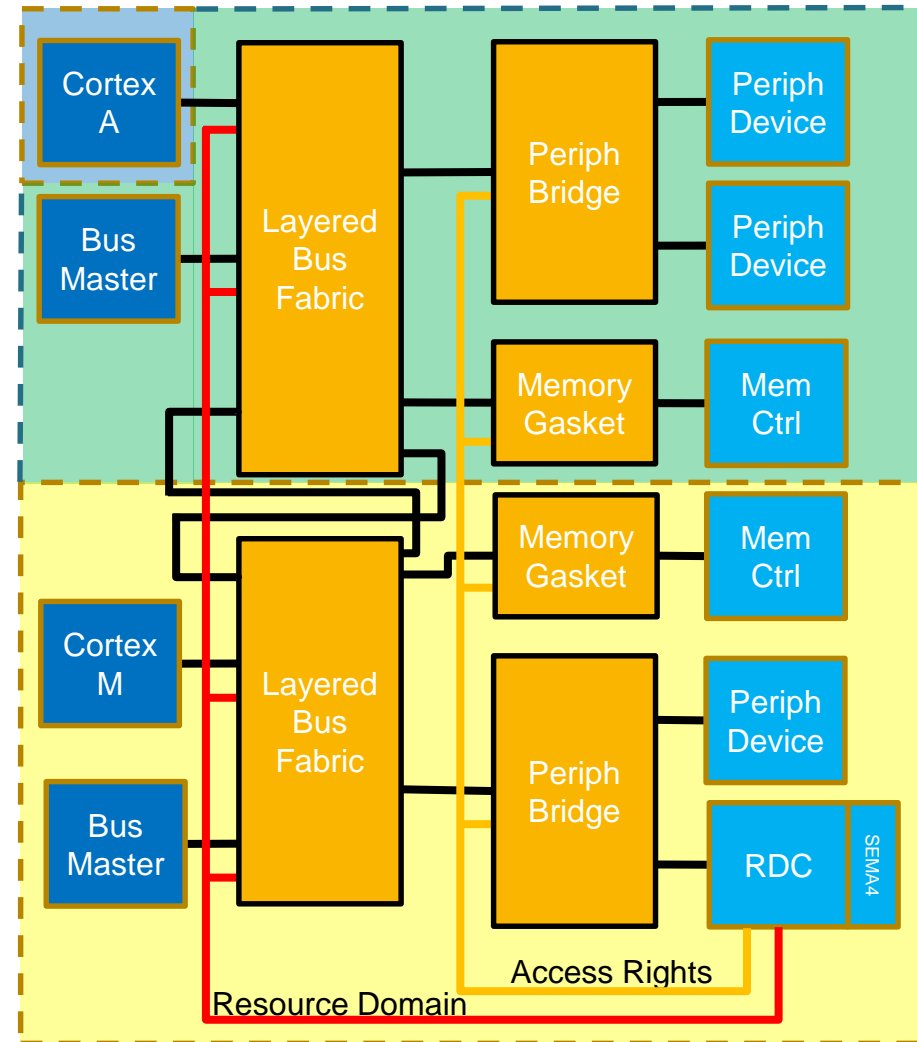 Cortex
A
Bus
Master
Layered
Bus
Fabric
Periph
Bridge
Periph
Device
Periph
Device
Memory
Gasket
Mem
Ctrl
Memory
Gasket
Mem
Ctrl
Cortex
M
Bus
Master
Layered
Bus
Fabric
Periph
Bridge
Periph
Device
RDC
SEMA4
Access Rights
Resource Domain